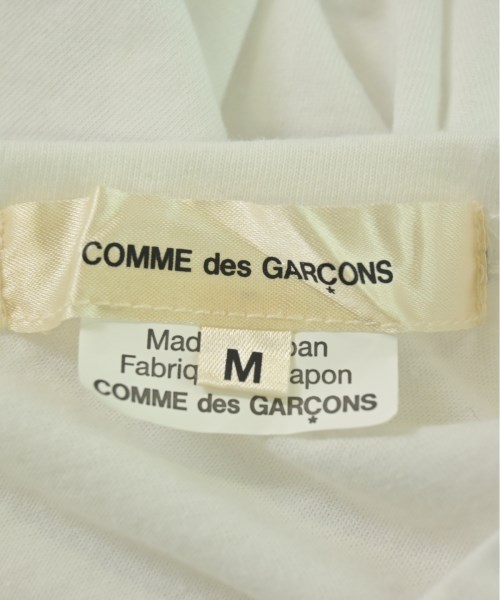 COMME des GARÇONS
Mad pan
M
Fabriq apon
COMME des GARÇONS